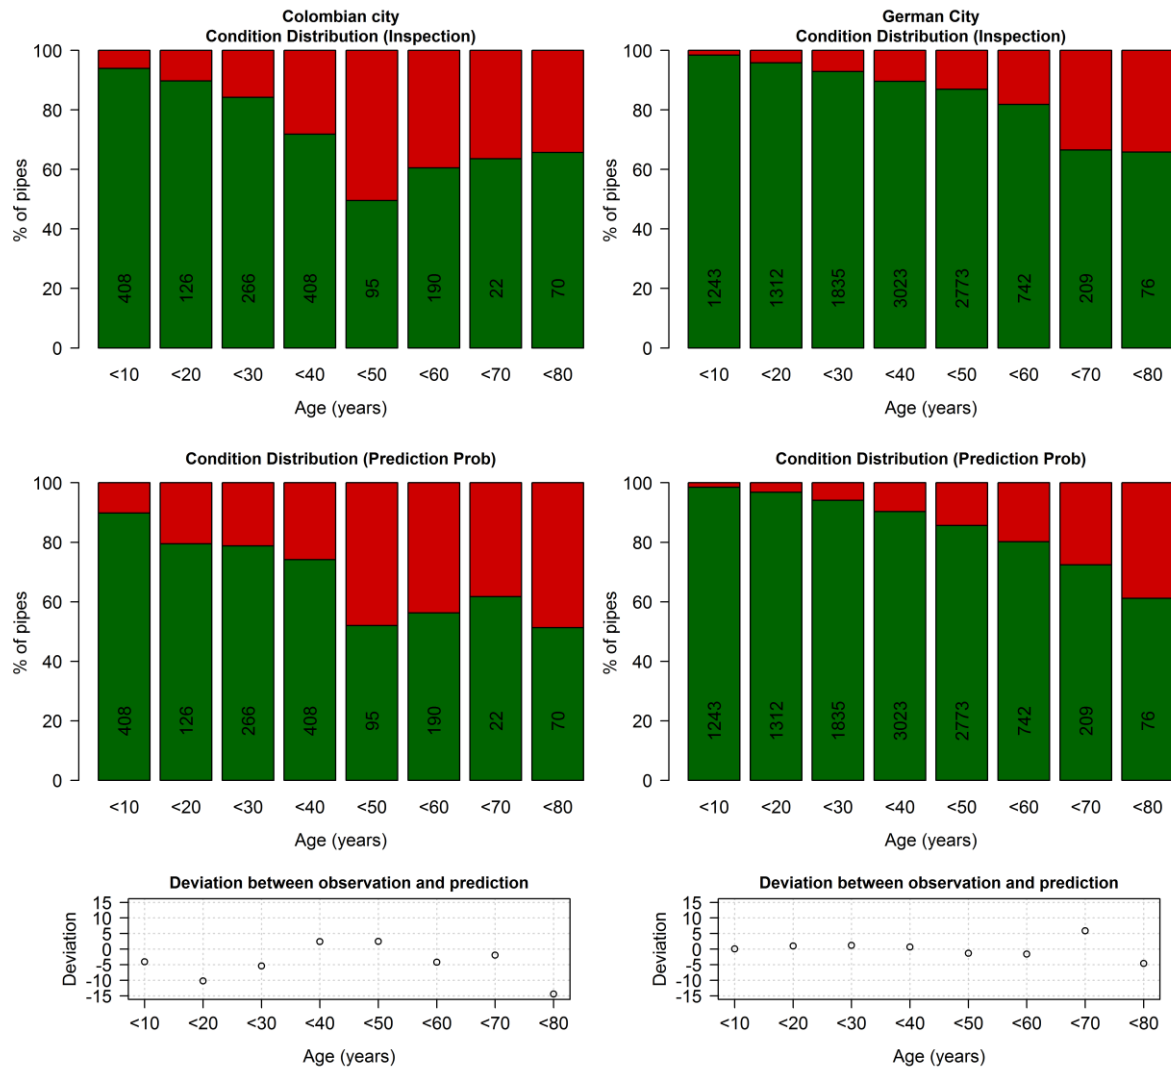 Colombian city
Condition Distribution (Inspection)
100
80
60
40
20
0
% of pipes
408
126
266
408
95
190
22
70
<10 <20 <30 <40 <50 <60 <70 <80
Age (years)
German City
Condition Distribution (Inspection)
100
80
60
40
20
0
% of pipes
1243
1312
1835
3023
2773
742
209
76
<10 <20 <30 <40 <50 <60 <70 <80
Age (years)
Condition Distribution (Prediction Prob)
100
80
60
40
20
0
% of pipes
408
126
266
408
95
190
22
70
<10 <20 <30 <40 <50 <60 <70 <80
Age (years)
Condition Distribution (Prediction Prob)
100
80
60
40
20
0
% of pipes
1243
1312
1835
3023
2773
742
209
76
<10 <20 <30 <40 <50 <60 <70 <80
Age (years)
Deviation between observation and prediction
15
10
5
0
-5
-10
-15
Deviation
<10 <20 <30 <40 <50 <60 <70 <80
Age (years)
Deviation between observation and prediction
15
10
5
0
-5
-10
-15
Deviation
<10 <20 <30 <40 <50 <60 <70 <80
Age (years)